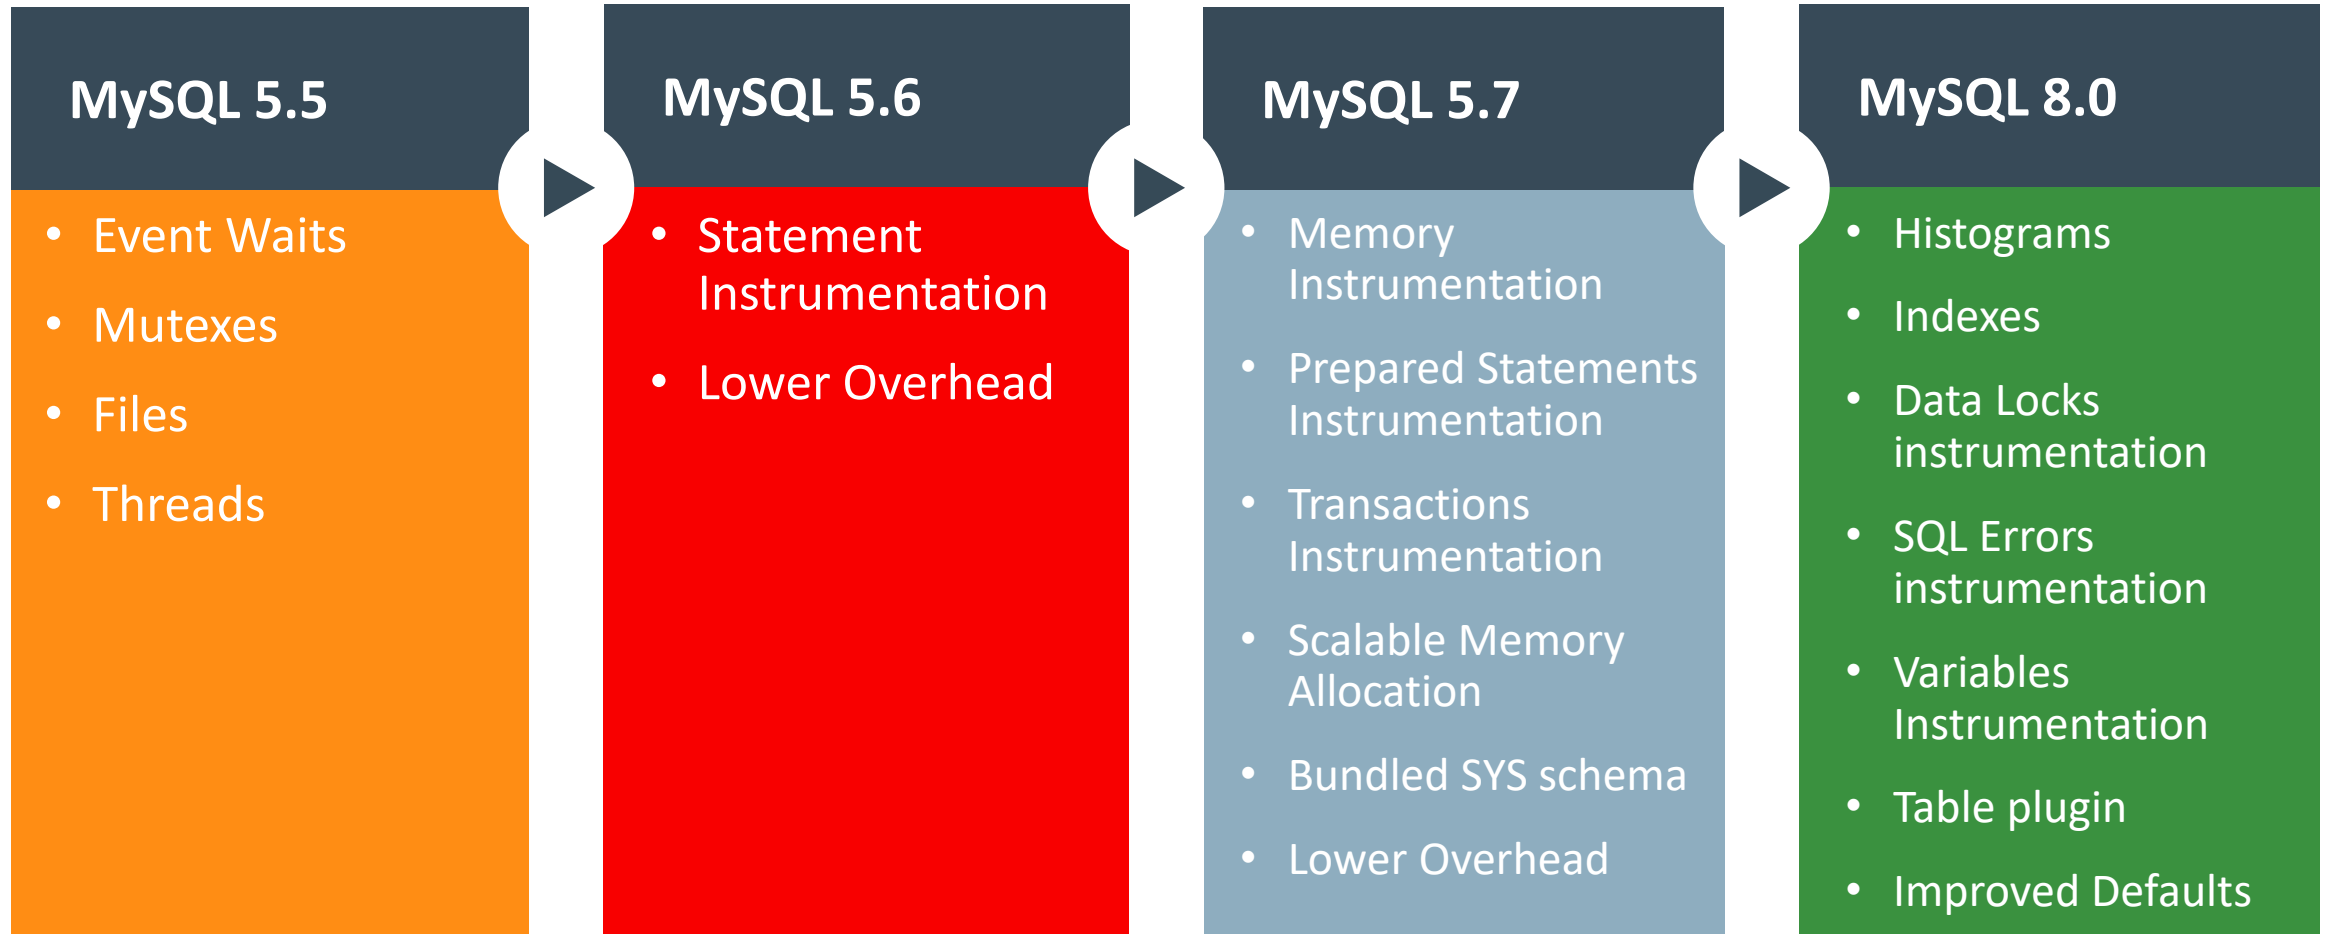 MySQL 5.5
• Event Waits
• Mutexes
• Files
• Threads
MySQL 5.6
• Statement
Instrumentation
• Lower Overhead
MySQL 5.7
• Memory
Instrumentation
• Prepared Statements
Instrumentation
• Transactions
Instrumentation
• Scalable Memory
Allocation
• Bundled SYS schema
• Lower Overhead
MySQL 8.0
• Histograms
• Indexes
• Data Locks
instrumentation
• SQL Errors
instrumentation
• Variables
Instrumentation
• Table plugin
• Improved Defaults